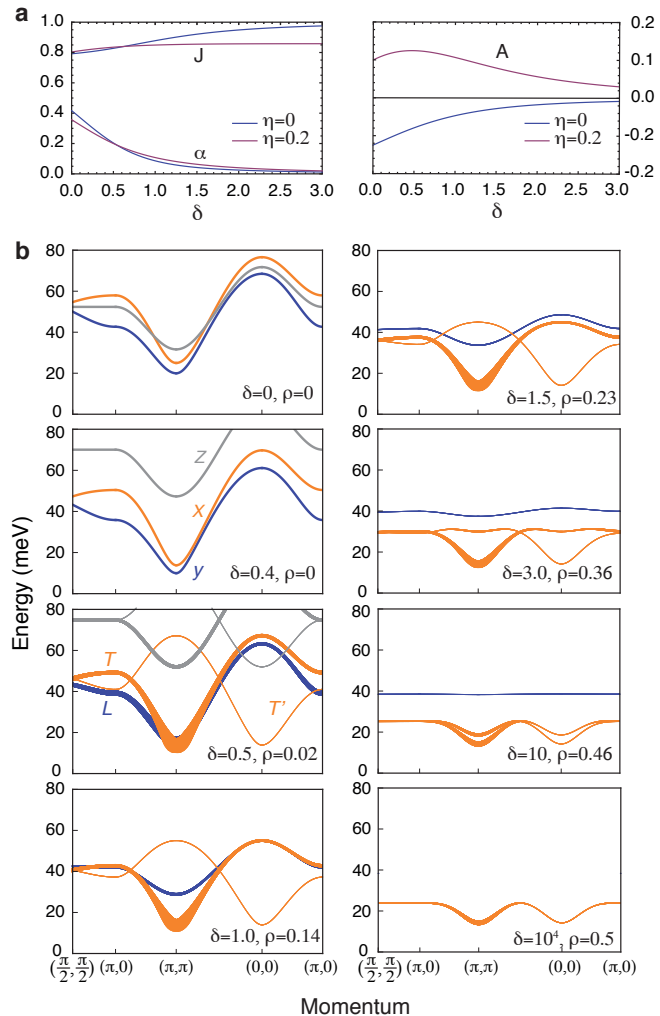 a
1.0
0.8
0.6
0.4
0.2
0.0
J
η=0
η=0.2
α
0.0 0.5 1.0 1.5 2.0 2.5 3.0
δ
A
0.2
0.1
0.0
-0.2
-0.2
η=0
η=0.2
0.0 0.5 1.0 1.5 2.0 2.5 3.0
δ
b
Energy (meV)
80
60
40
20
0
δ=0, ρ=0
80
60
40
20
0
z
x
y
δ=0.4, ρ=0
80
60
40
20
0
T
L
T'
δ=0.5, ρ=0.02
80
60
40
20
0
δ=1.0, ρ=0.14
(π/2,π/2) (π,0) (π,π) (0,0) (π,0)
80
60
40
20
0
δ=1.5, ρ=0.23
80
60
40
20
0
δ=3.0, ρ=0.36
80
60
40
20
0
δ=10, ρ=0.46
80
60
40
20
0
δ=10⁴, ρ=0.5
(π/2,π/2) (π,0) (π,π) (0,0) (π,0)
Momentum